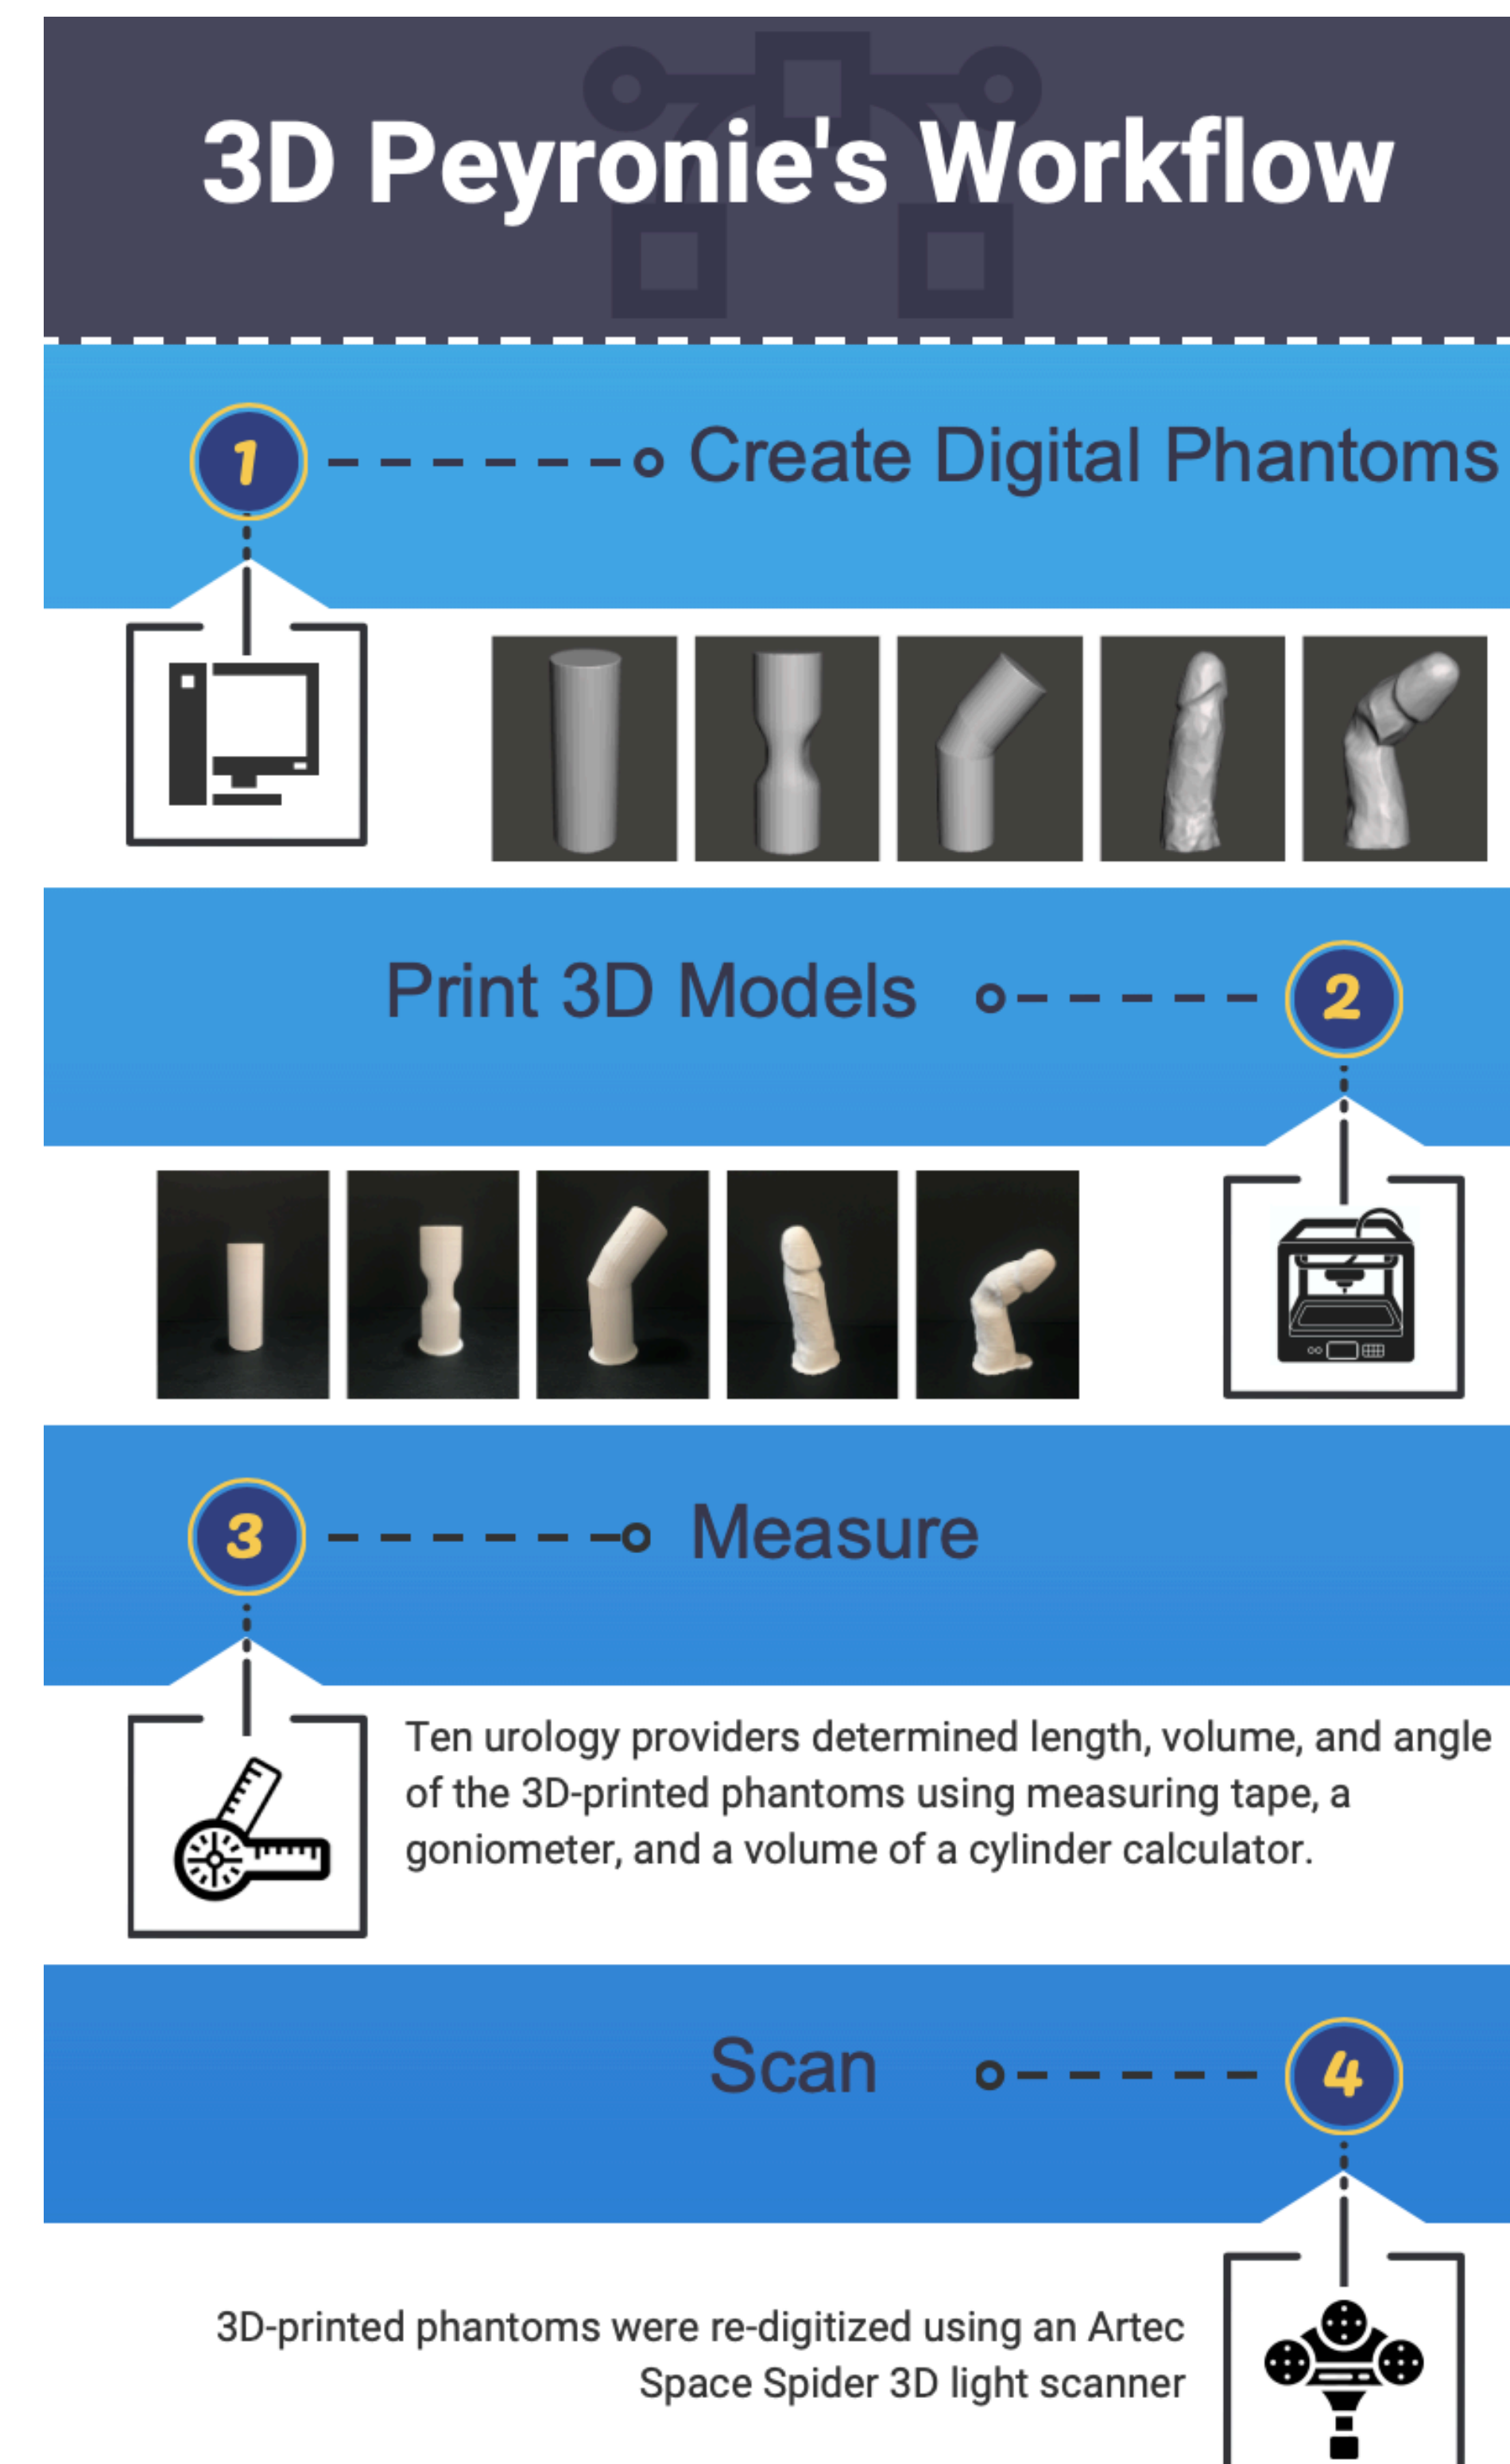 3D Peyronie's Workflow
1
Create Digital Phantoms
Print 3D Models
2
3
Measure
Ten urology providers determined length, volume, and angle
of the 3D-printed phantoms using measuring tape, a
goniometer, and a volume of a cylinder calculator.
Scan
4
3D-printed phantoms were re-digitized using an Artec
Space Spider 3D light scanner